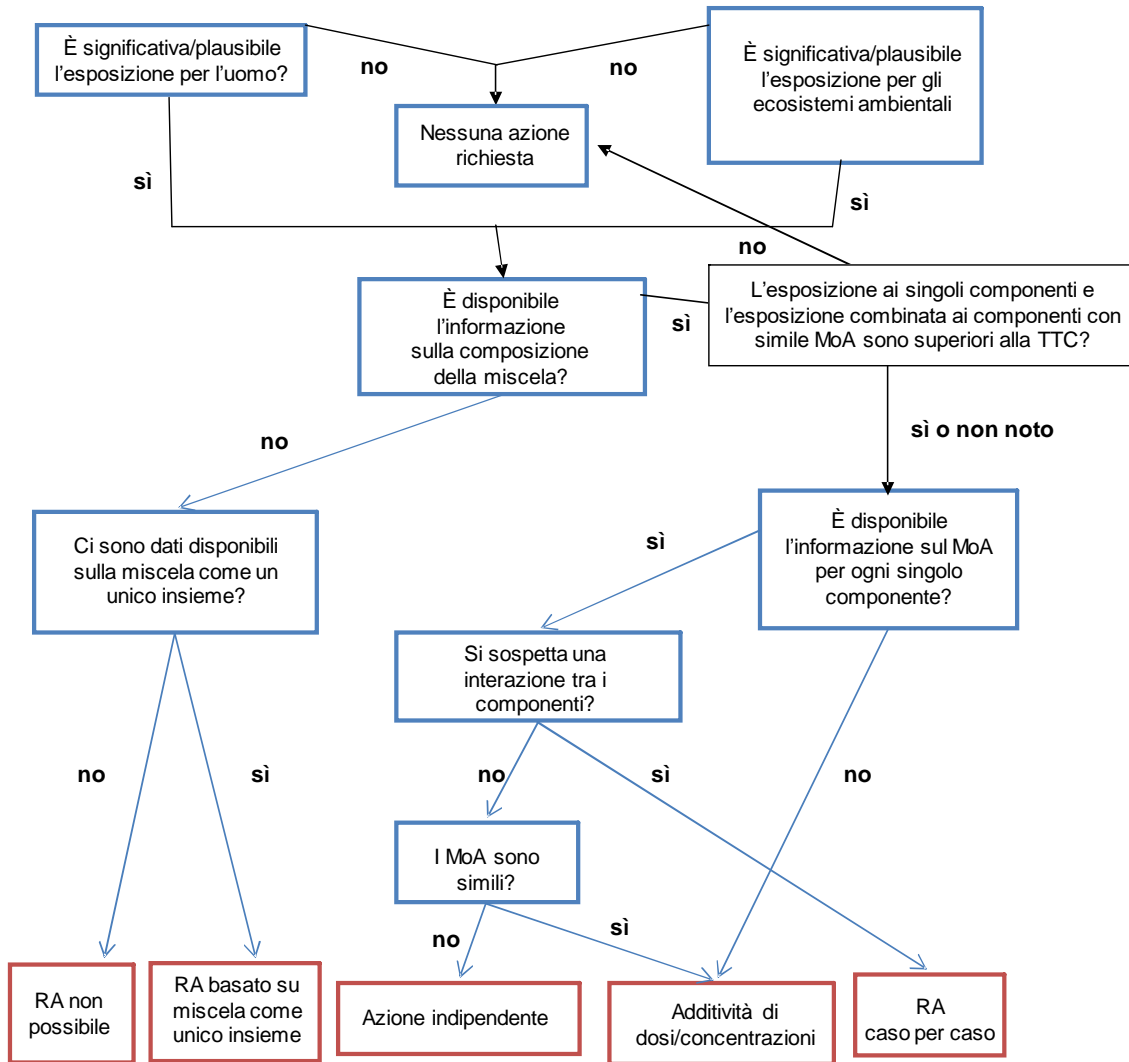 È significativa/plausibile
l'esposizione per l'uomo?
no
no
È significativa/plausibile
l'esposizione per gli
ecosistemi ambientali
Nessuna azione
richiesta
sì
sì
no
È disponibile
l'informazione
sulla composizione
della miscela?
sì
L'esposizione ai singoli componenti e
l'esposizione combinata ai componenti con
simile MoA sono superiori alla TTC?
no
sì o non noto
Ci sono dati disponibili
sulla miscela come un
unico insieme?
sì
È disponibile
l'informazione sul MoA
per ogni singolo
componente?
Si sospetta una
interazione tra i
componenti?
no
sì
no
sì
no
I MoA sono
simili?
no
sì
RA non
possibile
RA basato su
miscela come
unico insieme
Azione indipendente
Additività di
dosi/concentrazioni
RA
caso per caso